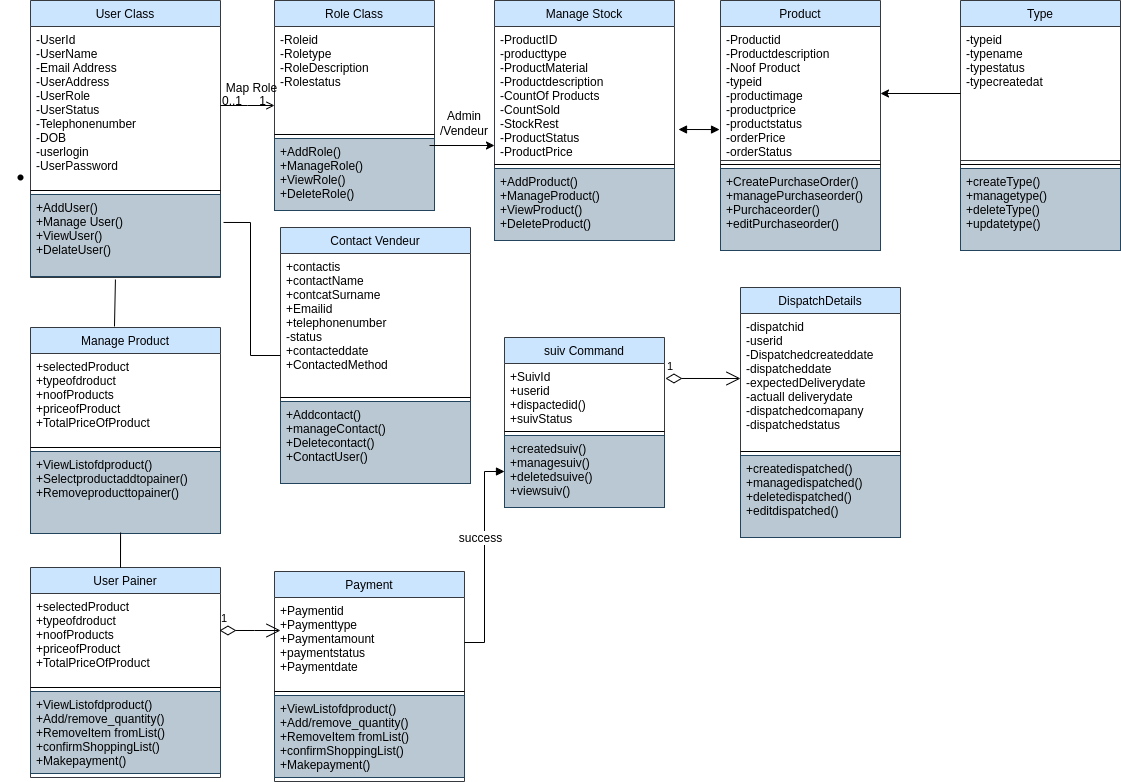 User Class
-UserId
-UserName
-Email Address
-UserAddress
-UserRole
-UserStatus
-Telephonenumber
-DOB
-userlogin
-UserPassword
+AddUser()
+Manage User()
+ViewUser()
+DelateUser()
Map Role
0..1
1
Role Class
-Roleid
-Roletype
-RoleDescription
-Rolestatus
+AddRole()
+ManageRole()
+ViewRole()
+DeleteRole()
Admin
/Vendeur
Manage Stock
-ProductID
-producttype
-ProductMaterial
-Productdescription
-CountOf Products
-CountSold
-StockRest
-ProductStatus
-ProductPrice
+AddProduct()
+ManageProduct()
+ViewProduct()
+DeleteProduct()
Product
-Productid
-Productdescription
-Noof Product
-typeid
-productimage
-productprice
-productstatus
-orderPrice
-orderStatus
+CreatePurchaseOrder()
+managePurchaseorder()
+Purchaceorder()
+editPurchaseorder()
Type
-typeid
-typename
-typestatus
-typecreatedat
+createType()
+managetype()
+deleteType()
+updatetype()
Contact Vendeur
+contactis
+contactName
+contcatSurname
+Emailid
+telephonenumber
-status
+contacteddate
+ContactedMethod
+Addcontact()
+manageContact()
+Deletecontact()
+ContactUser()
Manage Product
+selectedProduct
+typeofdroduct
+noofProducts
+priceofProduct
+TotalPriceOfProduct
+ViewListofdproduct()
+Selectproductaddtopainer()
+Removeproducttopainer()
suiv Command
+SuivId
+userid
+dispactedid()
+suivStatus
+createdsuiv()
+managesuiv()
+deletedsuive()
+viewsuiv()
1
DispatchDetails
-dispatchid
-userid
-Dispatchedcreateddate
-dispatcheddate
-expectedDeliverydate
-actuall deliverydate
-dispatchedcomapany
-dispatchedstatus
+createdispatched()
+managedispatched()
+deletedispatched()
+editdispatched()
success
User Painer
+selectedProduct
+typeofdroduct
+noofProducts
+priceofProduct
+TotalPriceOfProduct
+ViewListofdproduct()
+Add/remove_quantity()
+RemoveItem fromList()
+confirmShoppingList()
+Makepayment()
1
Payment
+Paymentid
+Paymenttype
+Paymentamount
+paymentstatus
+Paymentdate
+ViewListofdproduct()
+Add/remove_quantity()
+RemoveItem fromList()
+confirmShoppingList()
+Makepayment()